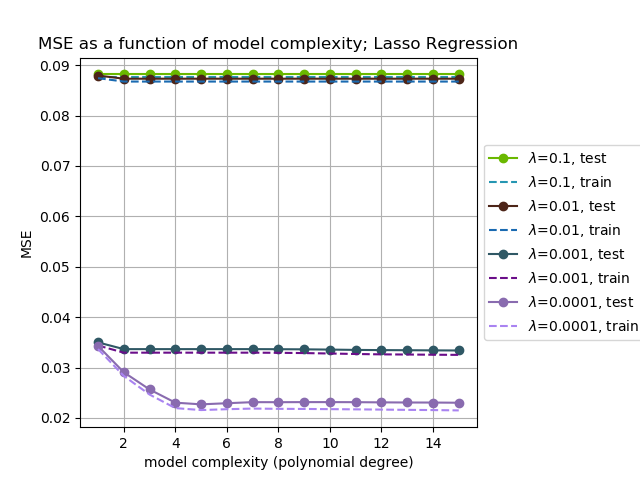 MSE as a function of model complexity; Lasso Regression
0.09
0.08
0.07
0.06
0.05
0.04
0.03
0.02
MSE
2 4 6 8 10 12 14
model complexity (polynomial degree)
λ=0.1, test
λ=0.1, train
λ=0.01, test
λ=0.01, train
λ=0.001, test
λ=0.001, train
λ=0.0001, test
λ=0.0001, train